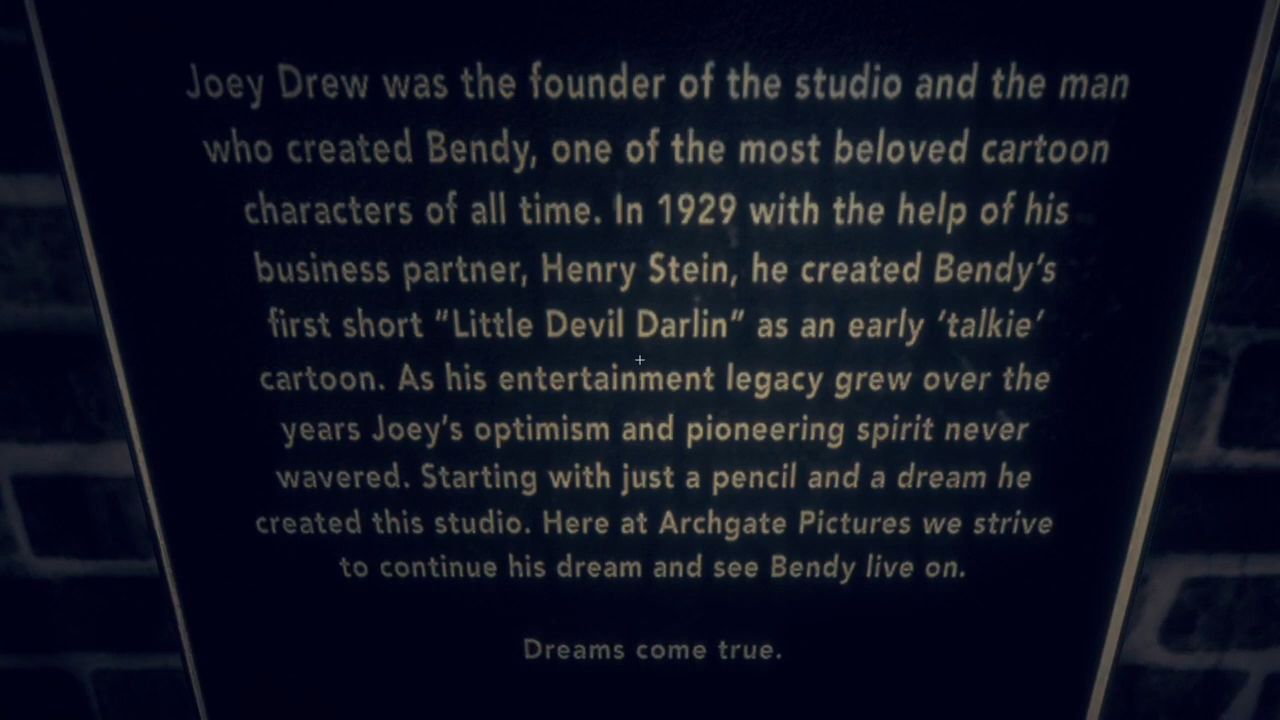 Joey Drew was the founder of the studio and the man
who created Bendy, one of the most beloved cartoon
characters of all time. In 1929 with the help of his
business partner, Henry Stein, he created Bendy's
first short "Little Devil Darlin" as an early 'talkie'
cartoon. As his entertainment legacy grew over the
years Joey's optimism and pioneering spirit never
wavered. Starting with just a pencil and a dream he
created this studio. Here at Archgate Pictures we strive
to continue his dream and see Bendy live on.
Dreams come true.